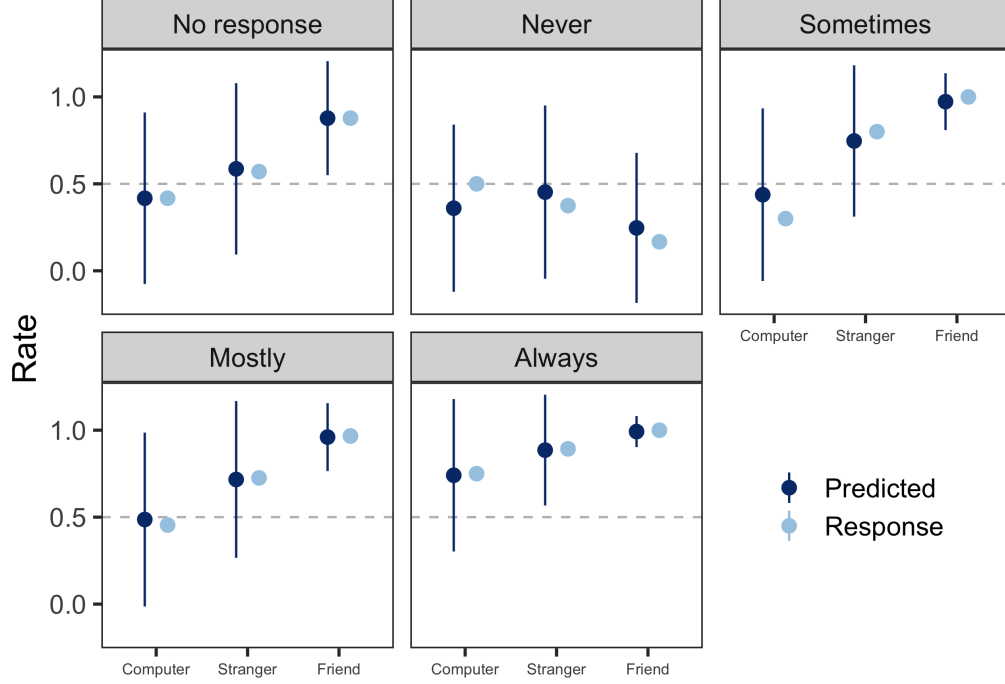 No response
Never
Sometimes
1.0
0.5
0.0
Computer
Stranger
Friend
Rate
Mostly
Always
1.0
0.5
0.0
Predicted
Response
Computer
Stranger
Friend
Computer
Stranger
Friend